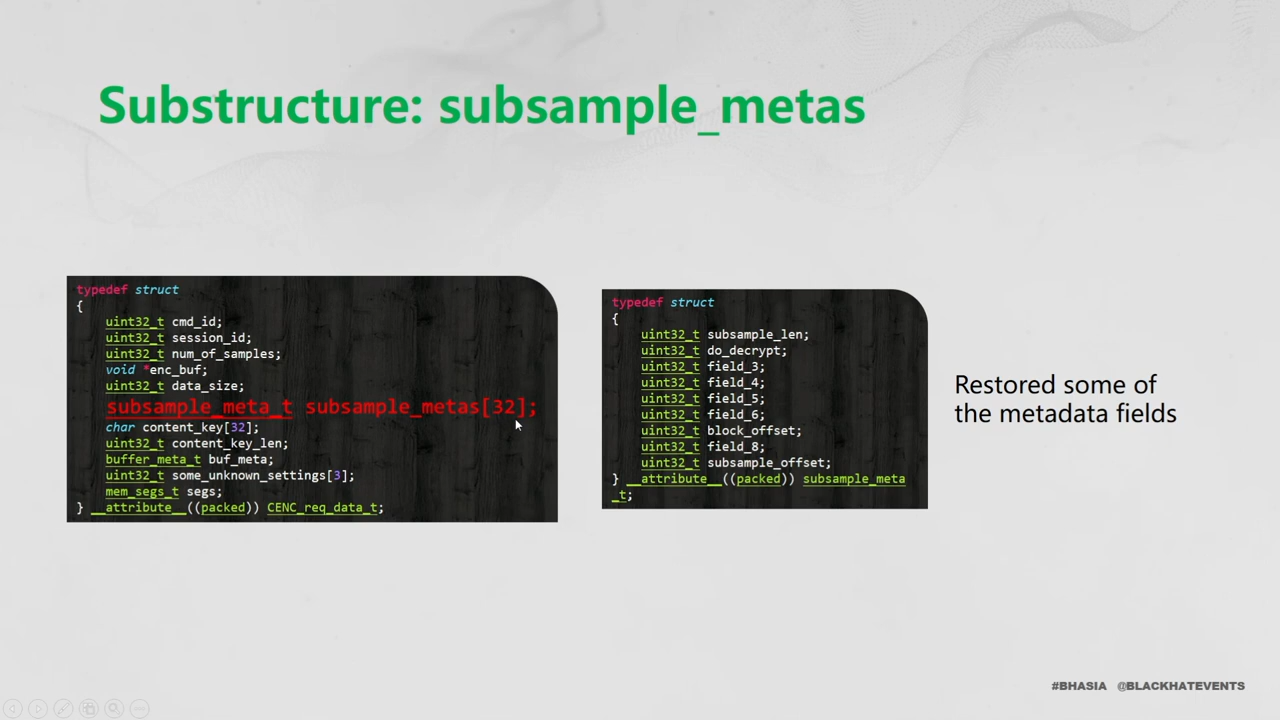 Substructure: subsample_metas
typedef struct
{
uint32_t cmd_id;
uint32_t session_id;
uint32_t num_of_samples;
void *enc_buf;
uint32_t data_size;
subsample_meta_t subsample_metas[32];
char content_key[32];
uint32_t content_key_len;
buffer_meta_t buf_meta;
uint32_t some_unknown_settings[3];
mem_segs_t segs;
} __attribute__((packed)) CENC_req_data_t;
typedef struct
{
uint32_t subsample_len;
uint32_t do_decrypt;
uint32_t field_3;
uint32_t field_4;
uint32_t field_5;
uint32_t field_6;
uint32_t block_offset;
uint32_t field_8;
uint32_t subsample_offset;
} __attribute__((packed)) subsample_meta
_t;
Restored some of
the metadata fields
#BHASIA @BLACKHATEVENTS